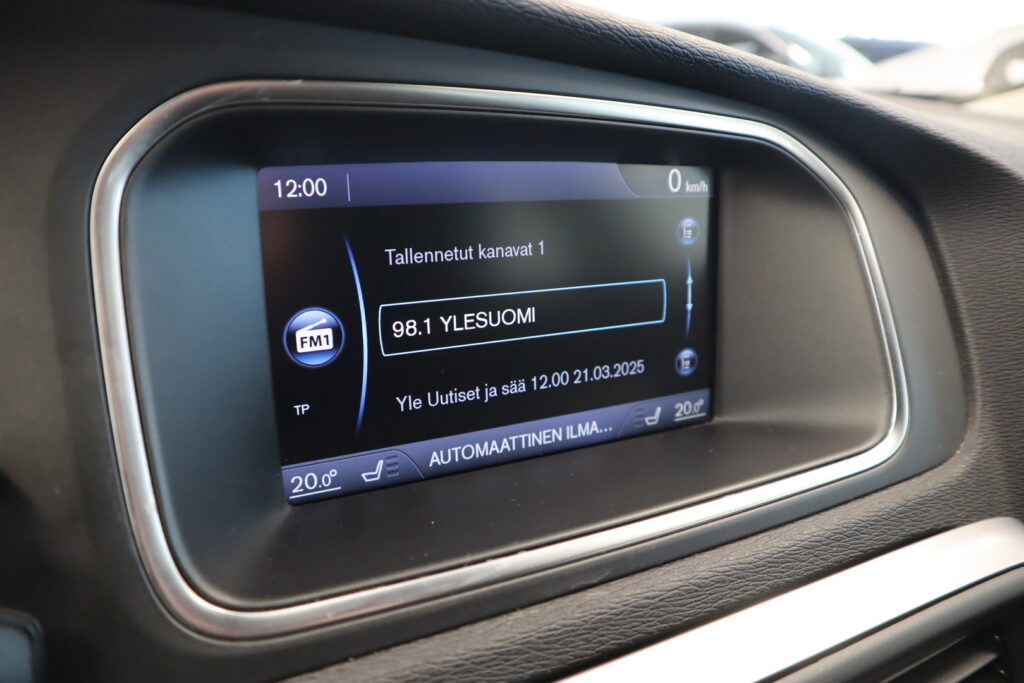 12:00
0 km/h
Tallennetut kanavat 1
FM1
98.1 YLESUOMI
TP
Yle Uutiset ja sää 12.00 21.03.2025
20.0°
AUTOMAATTINEN ILMA...
20.0°